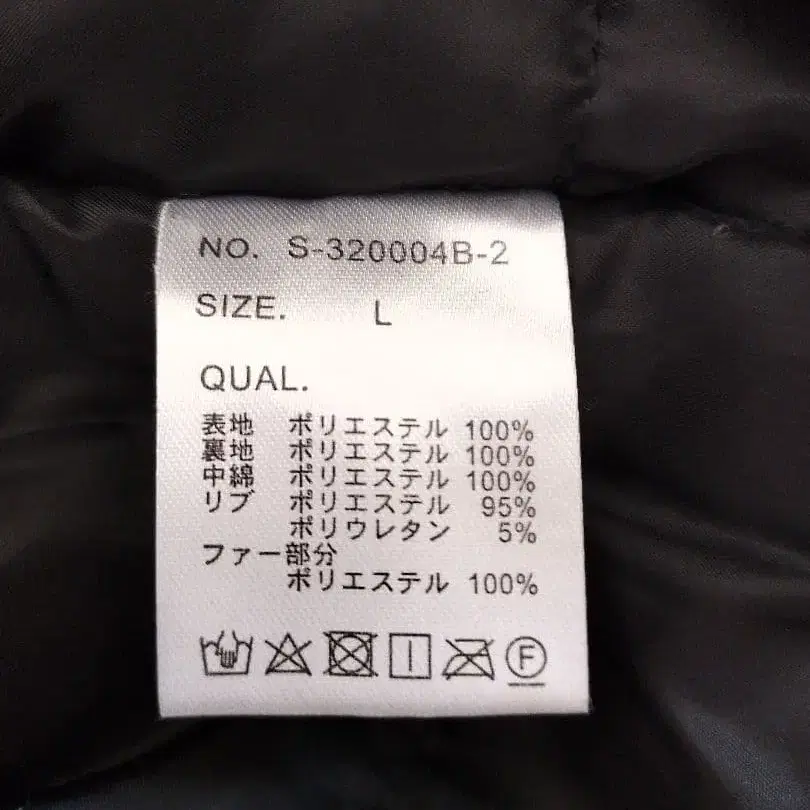 NO. S-320004B-2
SIZE. L
QUAL.
表地 ポリエステル 100%
裏地 ポリエステル 100%
中綿 ポリエステル 100%
リブ ポリエステル 95%
ポリウレタン 5%
ファー部分
ポリエステル 100%
F